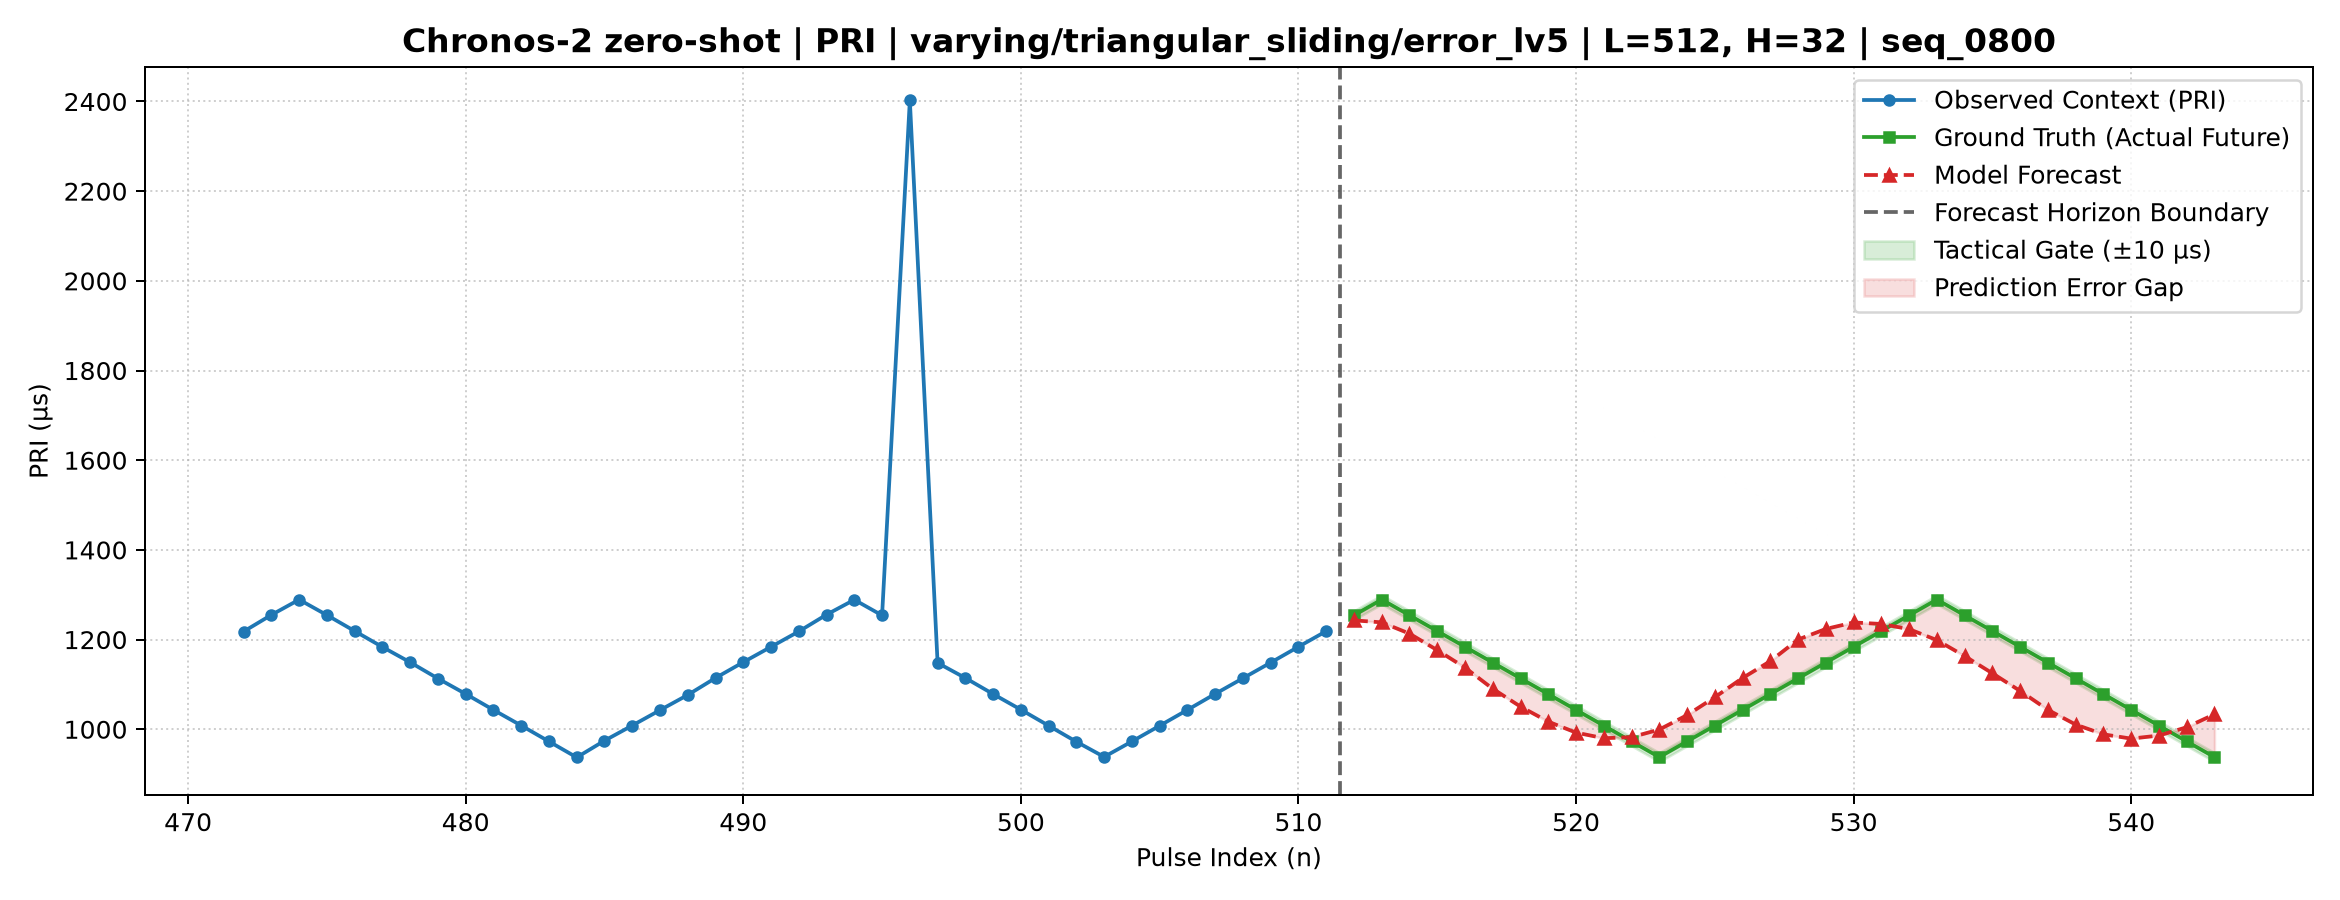 Chronos-2 zero-shot | PRI | varying/triangular_sliding/error_lv5 | L=512, H=32 | seq_0800
Observed Context (PRI)
Ground Truth (Actual Future)
Model Forecast
Forecast Horizon Boundary
Tactical Gate (±10 µs)
Prediction Error Gap
PRI (µs)
2400
2200
2000
1800
1600
1400
1200
1000
470 480 490 500 510 520 530 540
Pulse Index (n)